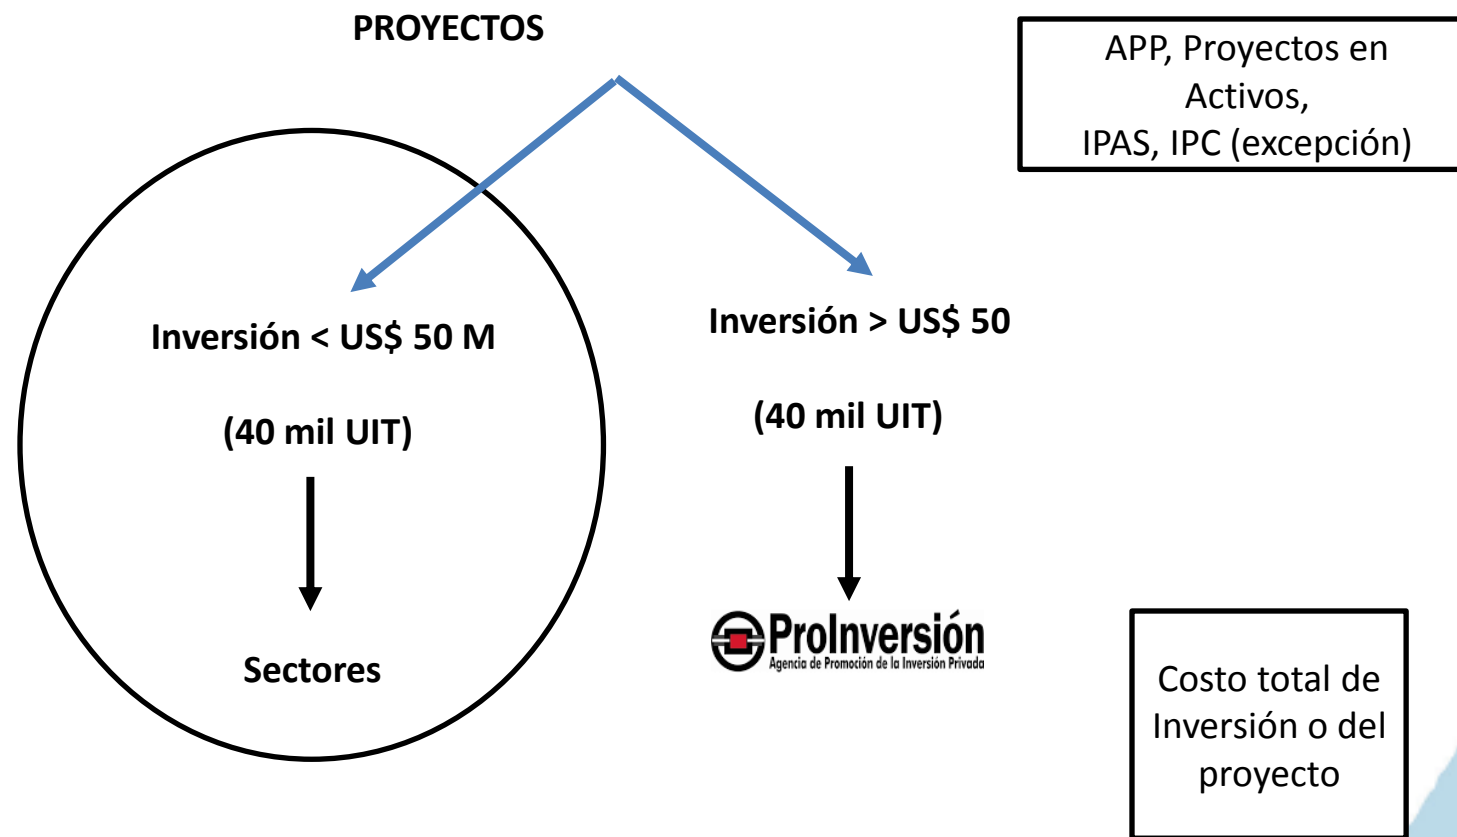 PROYECTOS
APP, Proyectos en
Activos,
IPAS, IPC (excepción)
Inversión < US$ 50 M
(40 mil UIT)
Sectores
Inversión > US$ 50
(40 mil UIT)
ProInversión
Agencia de Promoción de la Inversión Privada
Costo total de
Inversión o del
proyecto